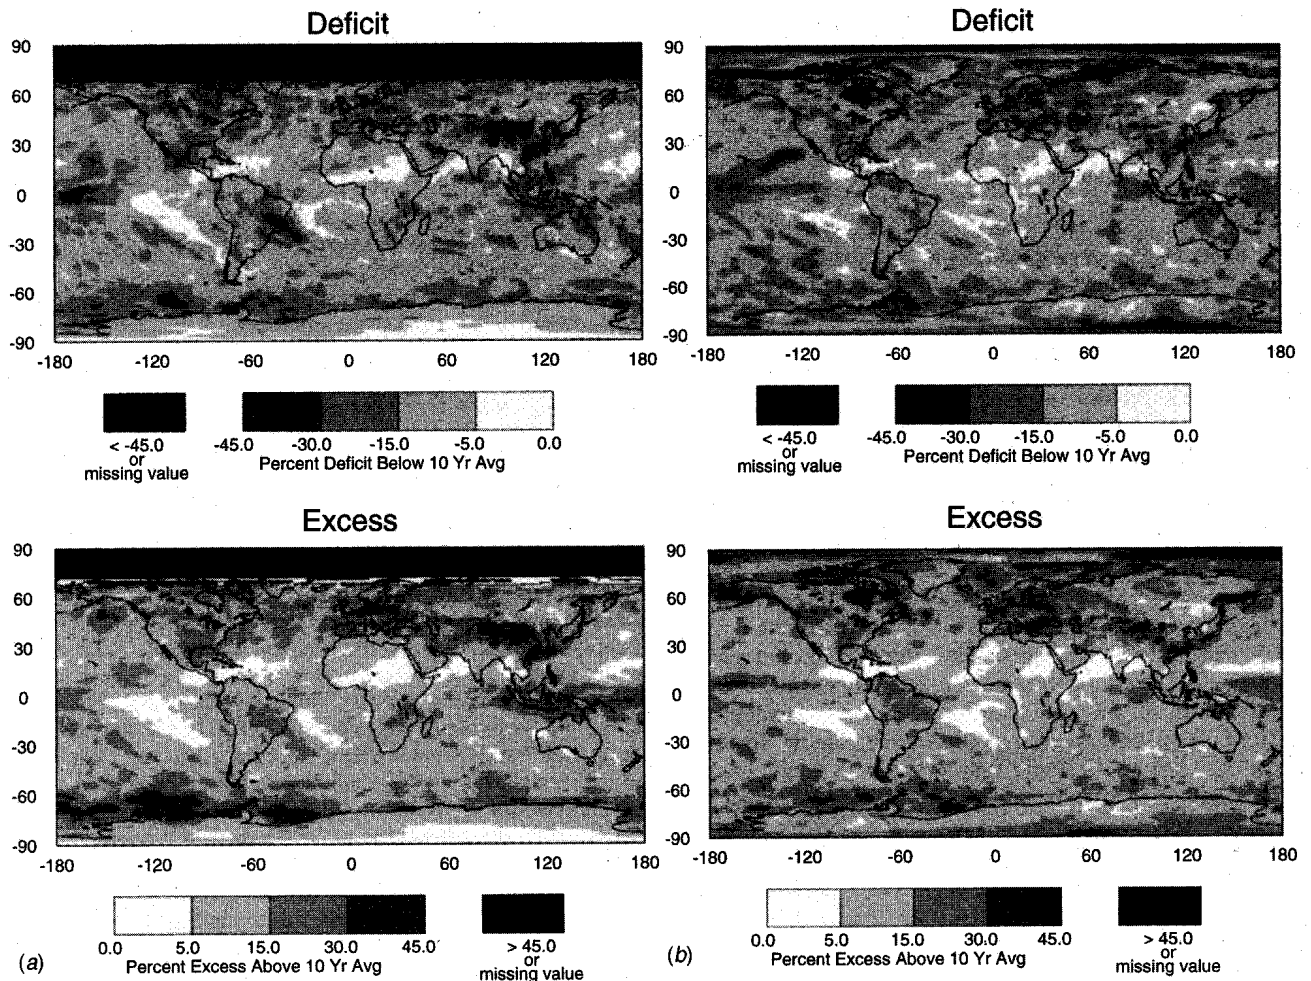 Deficit
90
60
30
0
-30
-60
-90
-180 -120 -60 0 60 120 180
< -45.0
or
missing value
-45.0 -30.0 -15.0 -5.0 0.0
Percent Deficit Below 10 Yr Avg
Deficit
90
60
30
0
-30
-60
-90
-180 -120 -60 0 60 120 180
< -45.0
or
missing value
-45.0 -30.0 -15.0 -5.0 0.0
Percent Deficit Below 10 Yr Avg
Excess
90
60
30
0
-30
-60
-90
-180 -120 -60 0 60 120 180
0.0 5.0 15.0 30.0 45.0
Percent Excess Above 10 Yr Avg
> 45.0
or
missing value
(a)
Excess
90
60
30
0
-30
-60
-90
-180 -120 -60 0 60 120 180
0.0 5.0 15.0 30.0 45.0
Percent Excess Above 10 Yr Avg
> 45.0
or
missing value
(b)